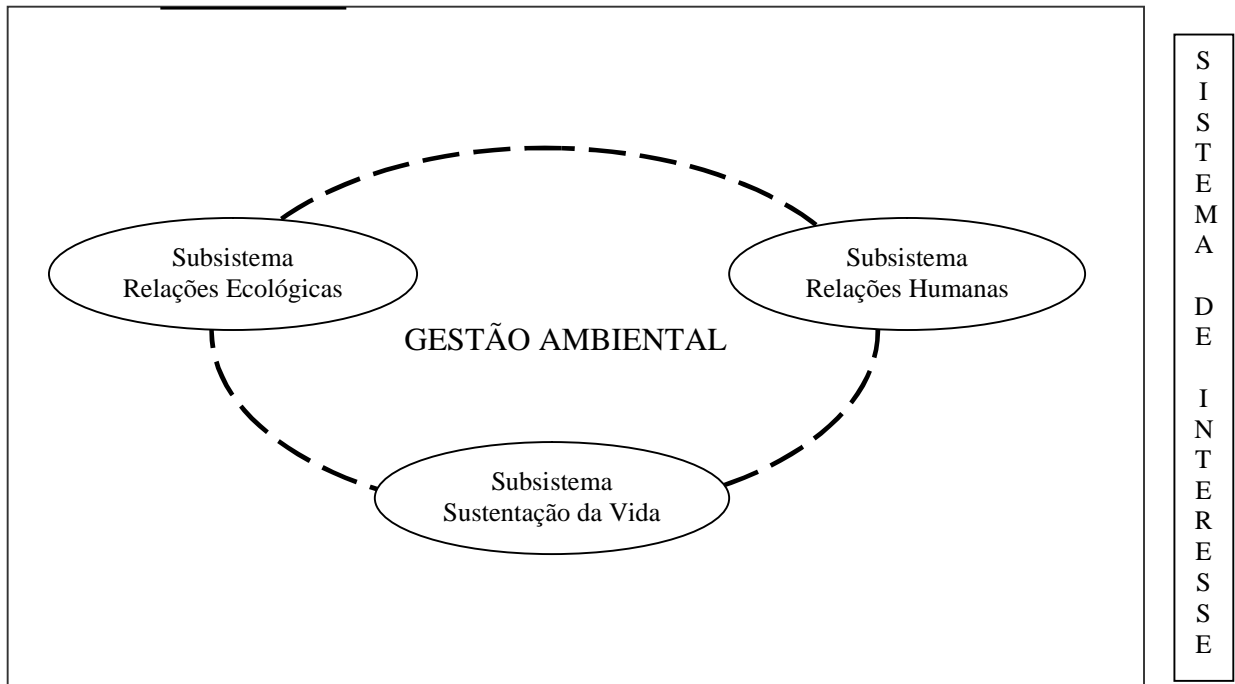 Subsistema
Relações Ecológicas
Subsistema
Relações Humanas
GESTÃO AMBIENTAL
Subsistema
Sustentação da Vida
S
I
S
T
E
M
A
D
E
I
N
T
E
R
E
S
S
E